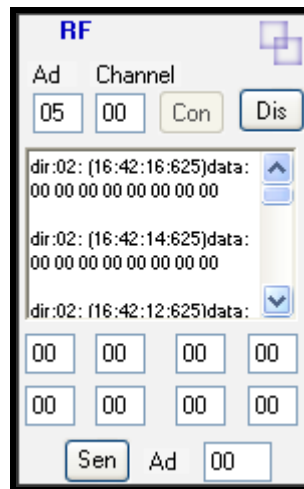 RF
Ad Channel
05 00 Con Dis
dir:02: (16:42:16:625)data:
00 00 00 00 00 00 00 00
dir:02: (16:42:14:625)data:
00 00 00 00 00 00 00 00
dir:02: (16:42:12:625)data:
00 00 00 00
00 00 00 00
Sen Ad 00